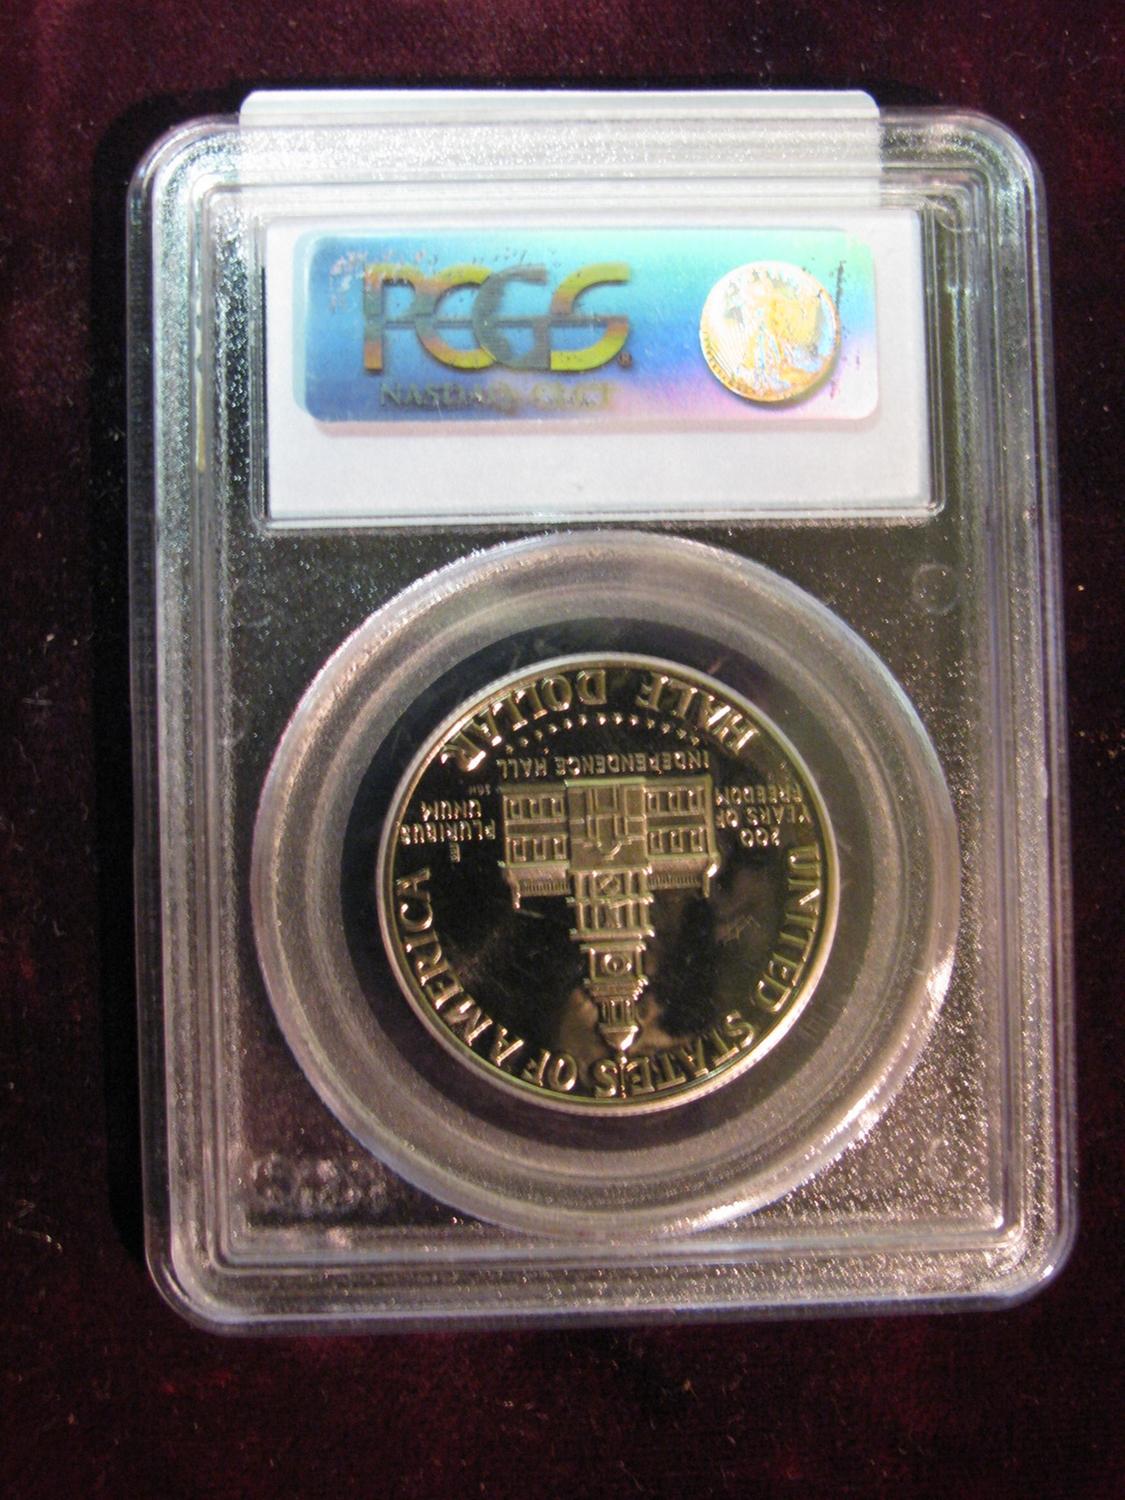 PCGS
UNITED STATES OF AMERICA
200
YEARS OF
FREEDOM
E
PLURIBUS
UNUM
INDEPENDENCE HALL
HALF DOLLAR